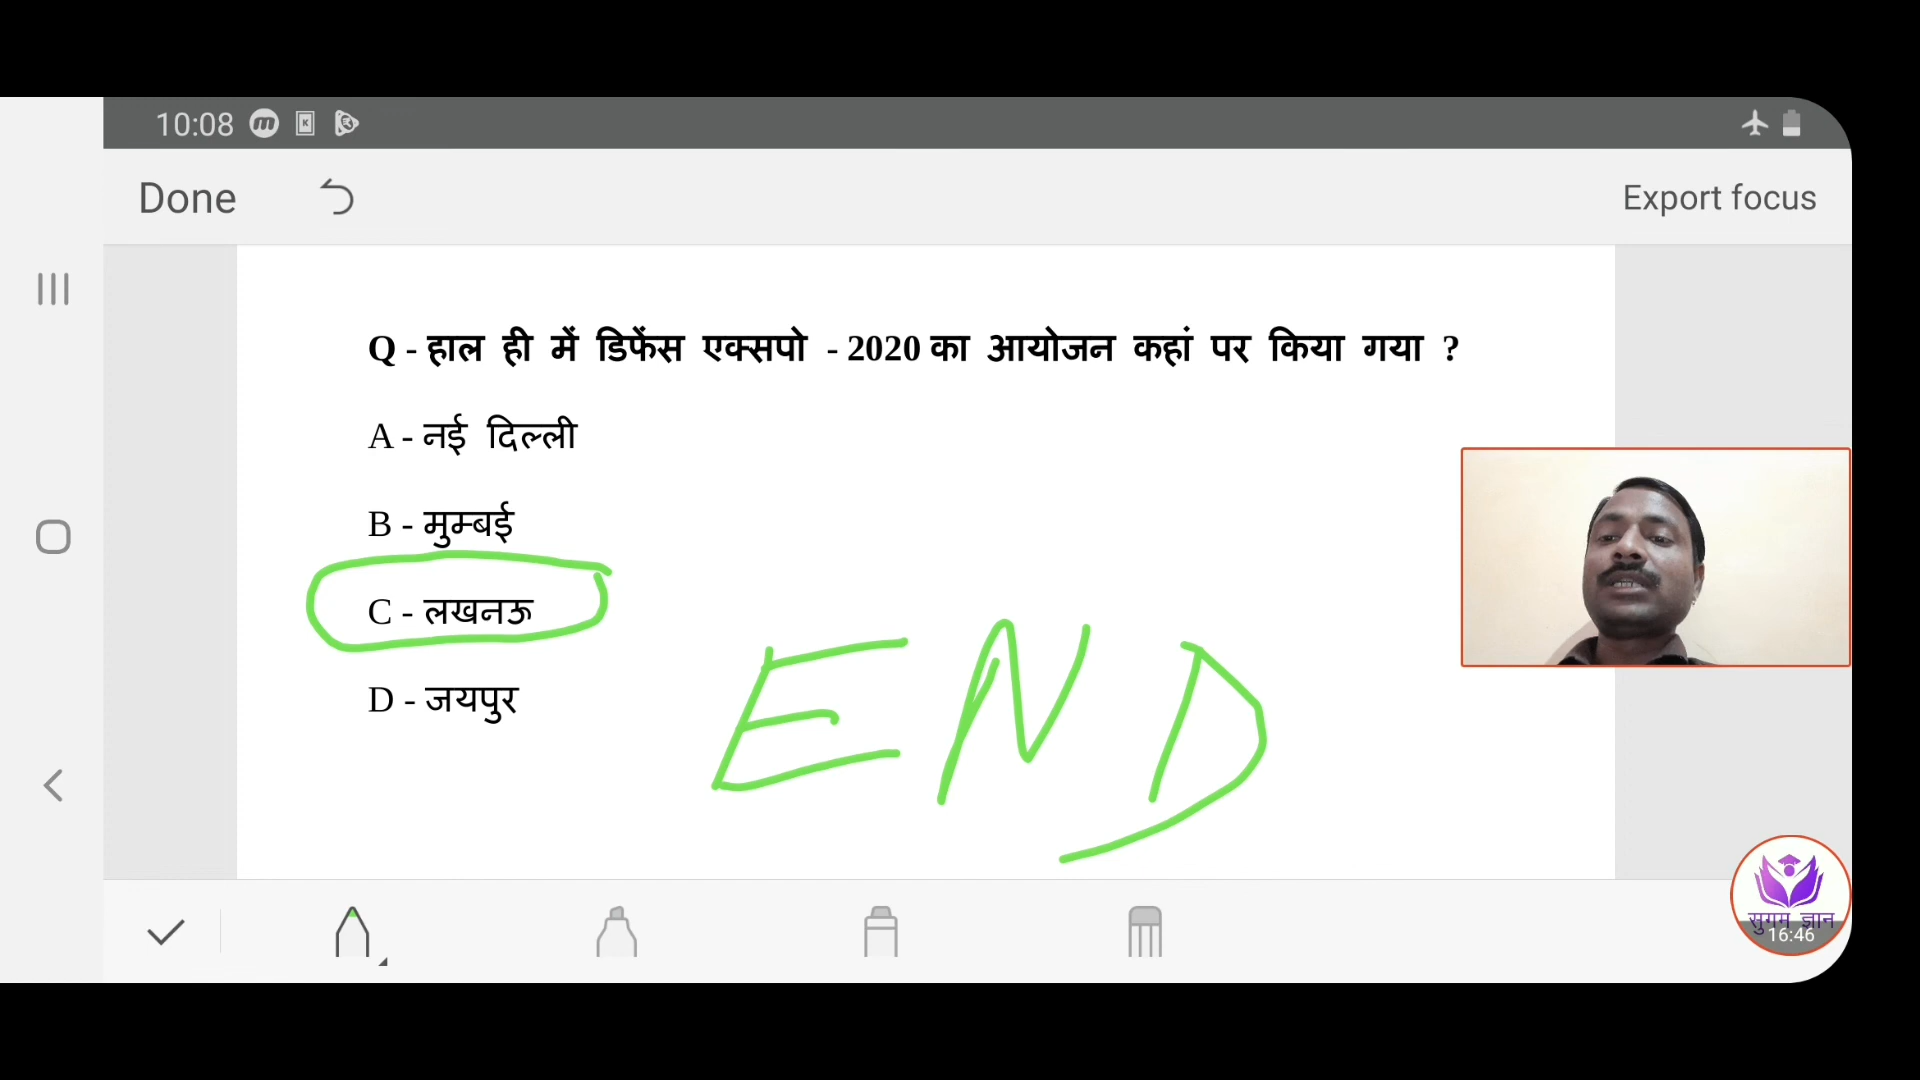 10:08
Done
Export focus
Q - हाल ही में डिफेंस एक्सपो - 2020 का आयोजन कहां पर किया गया ?
A - नई दिल्ली
B - मुम्बई
C - लखनऊ
D - जयपुर
END
सुगम ज्ञान
16:46